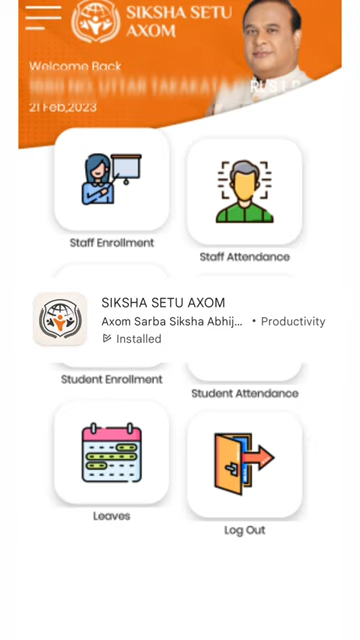 SIKSHA SETU
AXOM
Welcome Back
21 Feb,2023
Staff Enrollment
Staff Attendance
SIKSHA SETU AXOM
Axom Sarba Siksha Abhij... • Productivity
Installed
Student Enrollment
Student Attendance
Leaves
Log Out